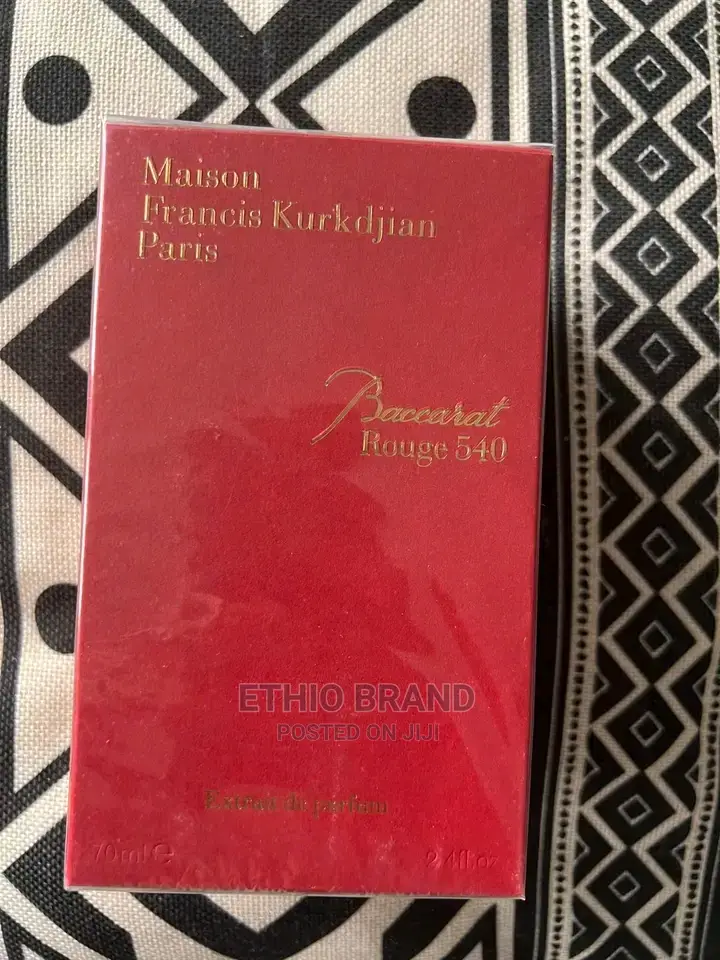 Maison
Francis Kurkdjian
Paris
Baccarat
Rouge 540
ETHIO BRAND
POSTED ON JIJI
Extrait de parfum
70ml ℮ 2.4fl.oz